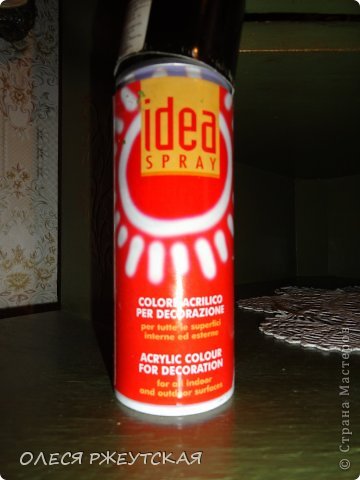 idea
SPRAY
COLORE ACRILICO
PER DECORAZIONE
per tutte le superfici
interne ed esterne
ACRYLIC COLOUR
FOR DECORATION
for all indoor
and outdoor surfaces
ОЛЕСЯ РЖЕУТСКАЯ
© Страна Мастеров